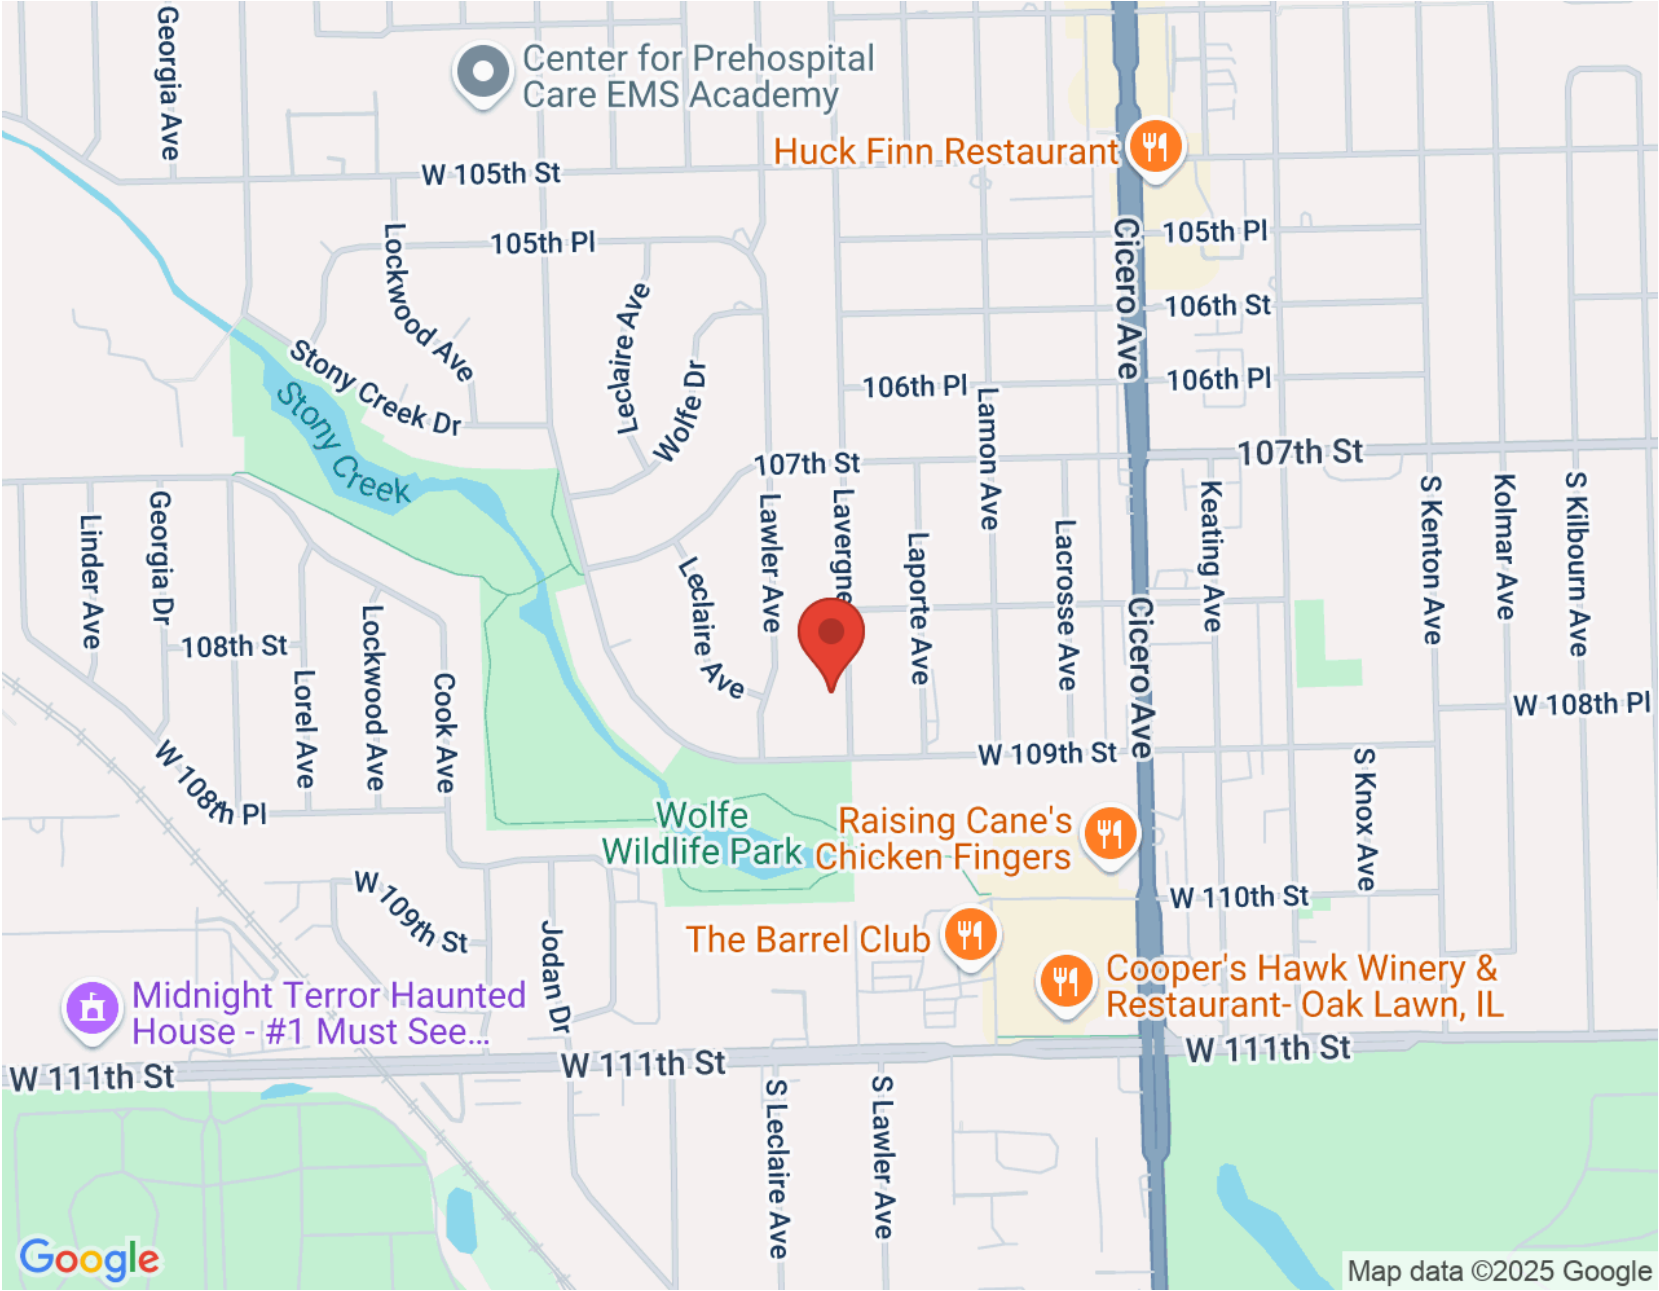 Georgia Ave
Center for Prehospital
Care EMS Academy
Huck Finn Restaurant
W 105th St
105th Pl
105th Pl
Lockwood Ave
Cicero Ave
Leclaire Ave
106th St
Stony Creek Dr
Wolfe Dr
106th Pl
106th Pl
Stony Creek
Lamon Ave
107th St
107th St
Linder Ave
Georgia Dr
Lawler Ave
Lavergne
Laporte Ave
Lacrosse Ave
Keating Ave
S Kenton Ave
Kolmar Ave
S Kilbourn Ave
Leclaire Ave
Cicero Ave
108th St
Lockwood Ave
Lorel Ave
Cook Ave
W 108th Pl
W 108th Pl
W 109th St
S Knox Ave
Wolfe
Wildlife Park
Raising Cane's
Chicken Fingers
W 109th St
W 110th St
The Barrel Club
Jodan Dr
Cooper's Hawk Winery &
Restaurant- Oak Lawn, IL
Midnight Terror Haunted
House - #1 Must See...
W 111th St
W 111th St
W 111th St
S Leclaire Ave
S Lawler Ave
Google
Map data ©2025 Google